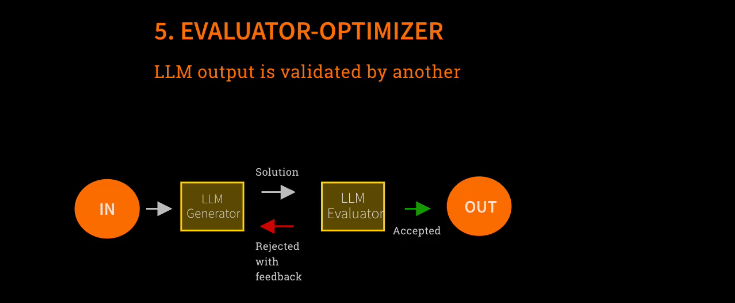 5. EVALUATOR-OPTIMIZER
LLM output is validated by another
IN
LLM
Generator
Solution
Rejected
with
feedback
LLM
Evaluator
Accepted
OUT